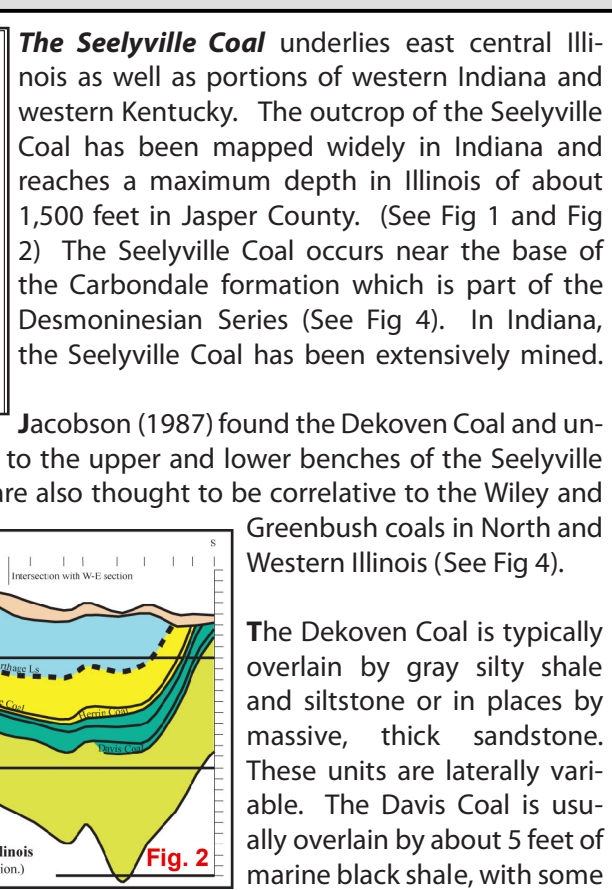 The Seelyville Coal underlies east central Illi-
nois as well as portions of western Indiana and
western Kentucky. The outcrop of the Seelyville
Coal has been mapped widely in Indiana and
reaches a maximum depth in Illinois of about
1,500 feet in Jasper County. (See Fig 1 and Fig
2) The Seelyville Coal occurs near the base of
the Carbondale formation which is part of the
Desmoninesian Series (See Fig 4). In Indiana,
the Seelyville Coal has been extensively mined.
Jacobson (1987) found the Dekoven Coal and un-
to the upper and lower benches of the Seelyville
are also thought to be correlative to the Wiley and
Greenbush coals in North and
Western Illinois (See Fig 4).
The Dekoven Coal is typically
overlain by gray silty shale
and siltstone or in places by
massive, thick sandstone.
These units are laterally vari-
able. The Davis Coal is usu-
ally overlain by about 5 feet of
marine black shale, with some
S
Intersection with W-E section
rthage Ls
Coal
Herrin Coal
Davis Coal
linois
ion.)
Fig. 2